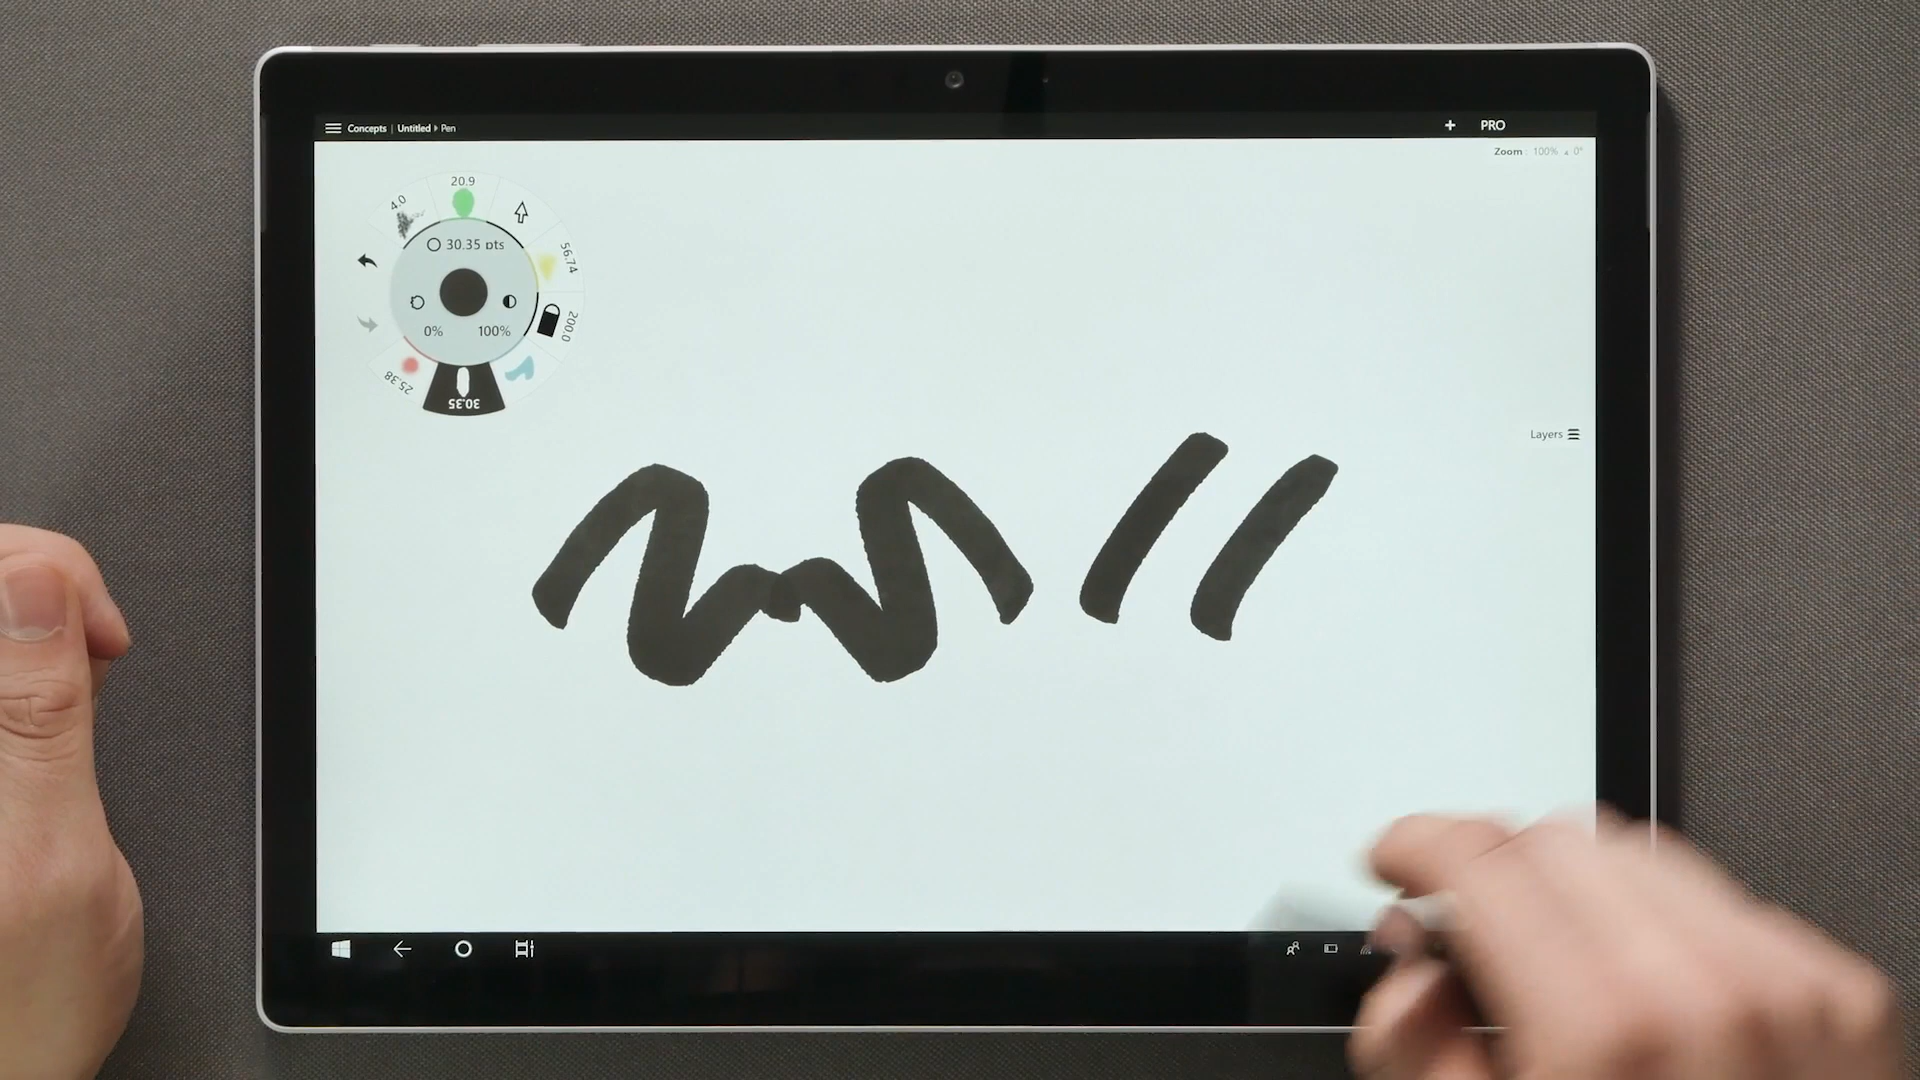 Concepts | Untitled ▸ Pen
+ PRO
Zoom : 100% ▴ 0°
20.9
4.0
56.74
30.35 pts
200.0
0% 100%
25.38
30.35
Layers